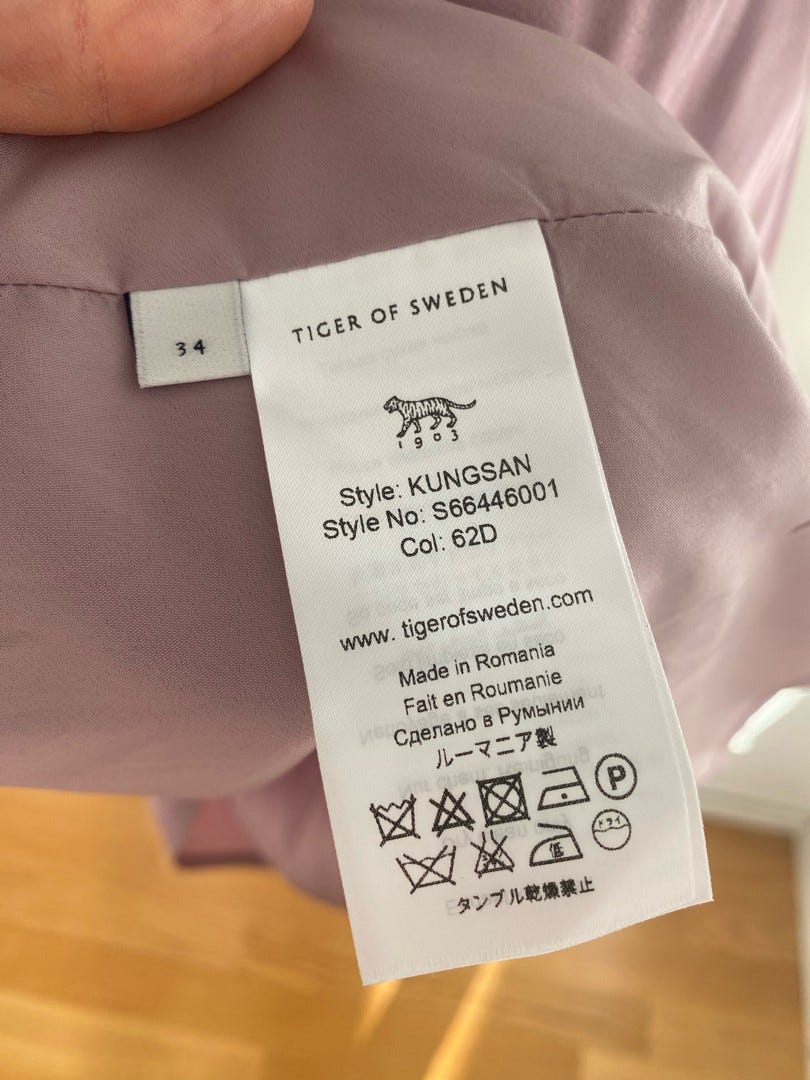 34
TIGER OF SWEDEN
1903
Style: KUNGSAN
Style No: S66446001
Col: 62D
www. tigerofsweden.com
Made in Romania
Fait en Roumanie
Сделано в Румынии
ルーマニア製
P
ドライ
低
タンブル乾燥禁止